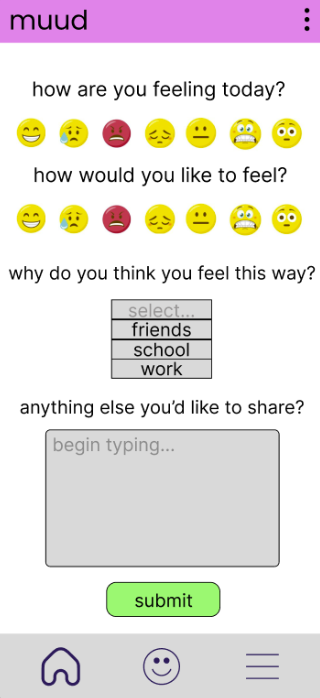 muud
how are you feeling today?
how would you like to feel?
why do you think you feel this way?
select...
friends
school
work
anything else you'd like to share?
begin typing...
submit